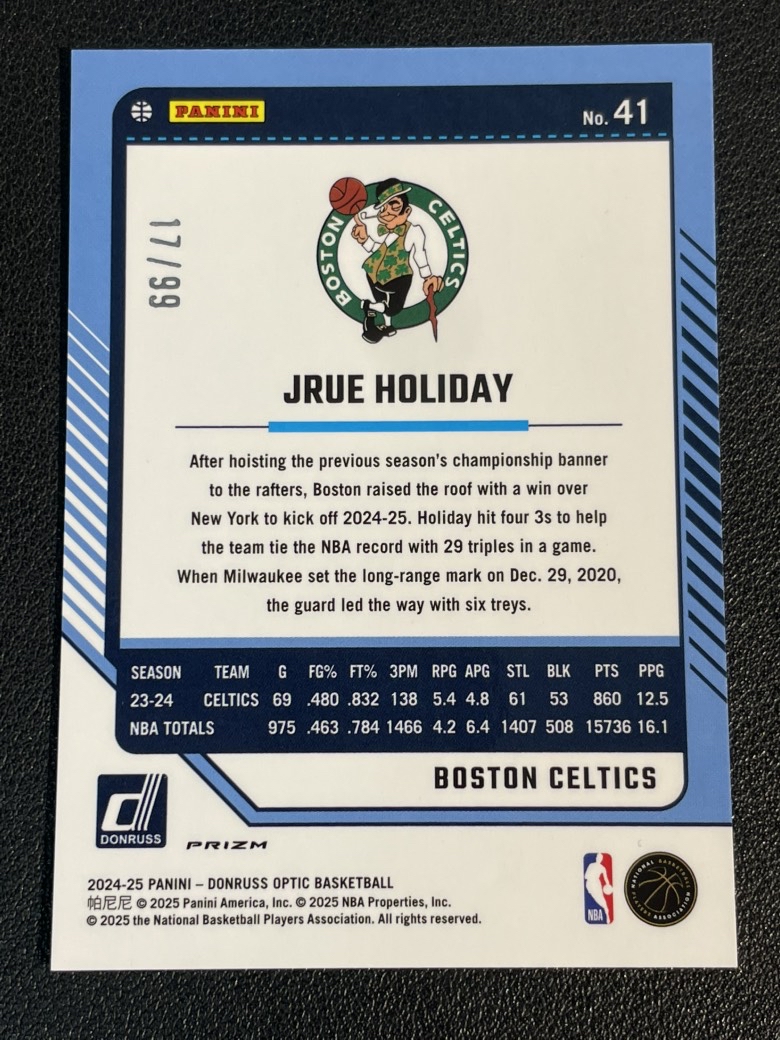 PANINI
No. 41
17/99
BOSTON CELTICS
JRUE HOLIDAY
After hoisting the previous season's championship banner
to the rafters, Boston raised the roof with a win over
New York to kick off 2024-25. Holiday hit four 3s to help
the team tie the NBA record with 29 triples in a game.
When Milwaukee set the long-range mark on Dec. 29, 2020,
the guard led the way with six treys.
SEASON TEAM G FG% FT% 3PM RPG APG STL BLK PTS PPG
23-24 CELTICS 69 .480 .832 138 5.4 4.8 61 53 860 12.5
NBA TOTALS 975 .463 .784 1466 4.2 6.4 1407 508 15736 16.1
BOSTON CELTICS
d
DONRUSS
PRIZM
2024-25 PANINI – DONRUSS OPTIC BASKETBALL
帕尼尼 © 2025 Panini America, Inc. © 2025 NBA Properties, Inc.
© 2025 the National Basketball Players Association. All rights reserved.
NBA
NATIONAL BASKETBALL
PLAYERS ASSOCIATION